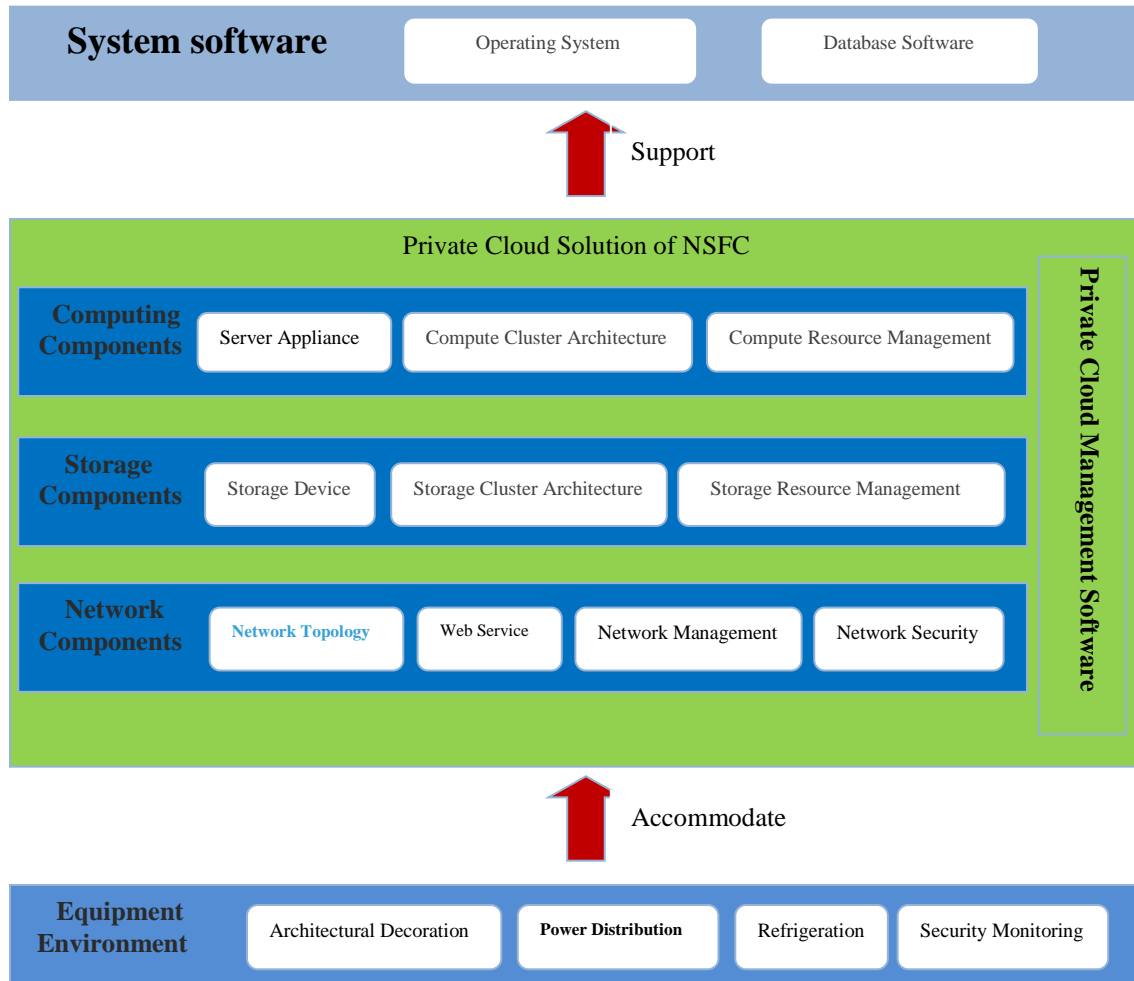 System software
Operating System
Database Software
Support
Private Cloud Solution of NSFC
Private Cloud Management Software
Computing
Components
Server Appliance
Compute Cluster Architecture
Compute Resource Management
Storage
Components
Storage Device
Storage Cluster Architecture
Storage Resource Management
Network
Components
Network Topology
Web Service
Network Management
Network Security
Accommodate
Equipment
Environment
Architectural Decoration
Power Distribution
Refrigeration
Security Monitoring